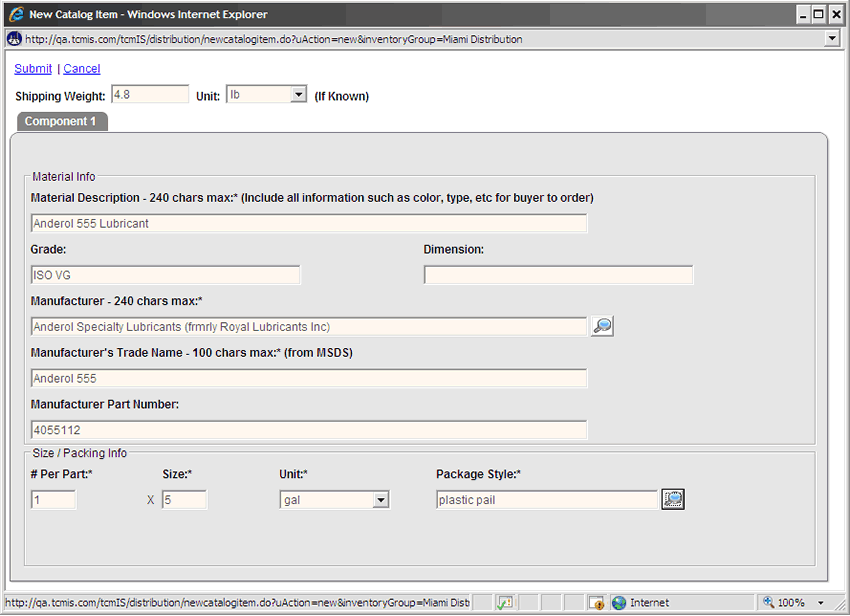 New Catalog Item - Windows Internet Explorer
http://qa.tcmis.com/tcmIS/distribution/newcatalogitem.do?uAction=new&inventoryGroup=Miami Distribution
Submit | Cancel
Shipping Weight: 4.8 Unit: lb (If Known)
Component 1
Material Info
Material Description - 240 chars max:* (Include all information such as color, type, etc for buyer to order)
Anderol 555 Lubricant
Grade: Dimension:
ISO VG
Manufacturer - 240 chars max:*
Anderol Specialty Lubricants (frmrly Royal Lubricants Inc)
Manufacturer's Trade Name - 100 chars max:* (from MSDS)
Anderol 555
Manufacturer Part Number:
4055112
Size / Packing Info
# Per Part:* Size:* Unit:* Package Style:*
1 X 5 gal plastic pail
http://qa.tcmis.com/tcmIS/distribution/newcatalogitem.do?uAction=new&inventoryGroup=Miami Distt Internet 100%